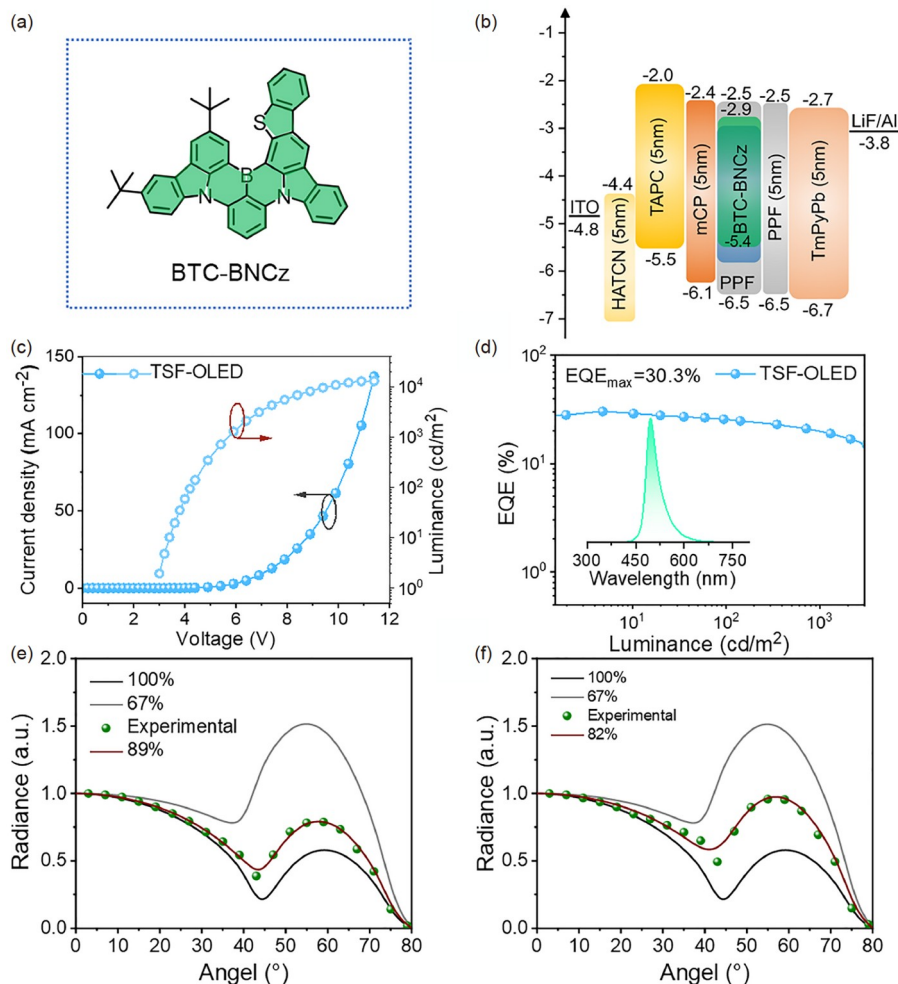 (a)
S
B
N
N
BTC-BNCz
(b)
-1
-2
-3
-4
-5
-6
-7
ITO
-4.8
-4.4
HATCN (5nm)
-2.0
TAPC (5nm)
-5.5
-2.4
mCP (5nm)
-6.1
-2.5
-2.9
BTC-BNCz
-5.4
PPF
-6.5
-2.5
PPF (5nm)
-6.5
-2.7
TmPyPb (5nm)
-6.7
LiF/Al
-3.8
(c)
150
100
50
0
Current density (mA cm⁻²)
TSF-OLED
10⁴
10³
10²
10¹
10⁰
Luminance (cd/m²)
0 2 4 6 8 10 12
Voltage (V)
(d)
10²
10¹
10⁰
EQE (%)
EQEmax=30.3%
TSF-OLED
300 450 600 750
Wavelength (nm)
10¹ 10² 10³
Luminance (cd/m²)
(e)
2.0
1.5
1.0
0.5
0.0
Radiance (a.u.)
100%
67%
Experimental
89%
0 10 20 30 40 50 60 70 80
Angel (°)
(f)
2.0
1.5
1.0
0.5
0.0
Radiance (a.u.)
100%
67%
Experimental
82%
0 10 20 30 40 50 60 70 80
Angel (°)